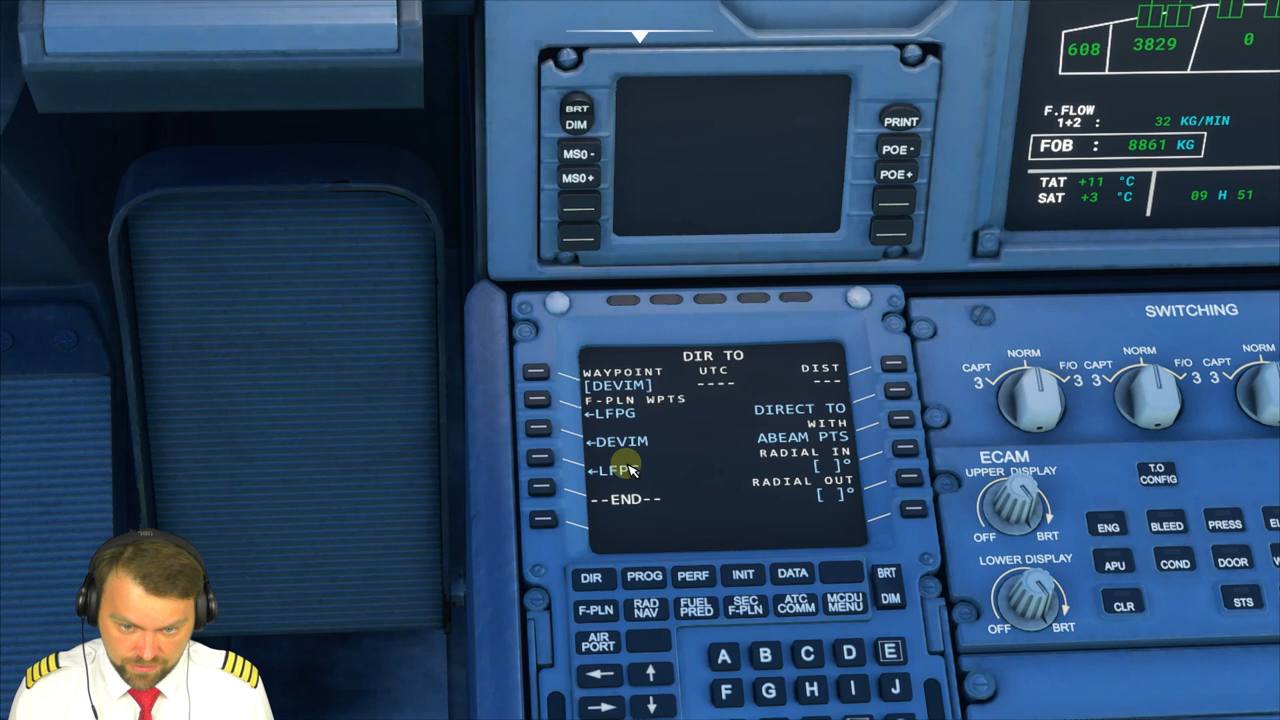 608 3829 0
F.FLOW
1+2 : 32 KG/MIN
FOB : 8861 KG
TAT +11 °C
SAT +3 °C
09 H 51
BRT
DIM
MS0 -
MS0 +
PRINT
POE -
POE+
DIR TO
WAYPOINT UTC DIST
[DEVIM] ---- ---
F-PLN WPTS
←LFPG DIRECT TO
WITH
←DEVIM ABEAM PTS
RADIAL IN
[ ]°
RADIAL OUT
--END-- [ ]°
DIR PROG PERF INIT DATA
BRT
DIM
F-PLN
RAD
NAV
FUEL
PRED
SEC
F-PLN
ATC
COMM
MCDU
MENU
AIR
PORT
← ↑
→ ↓
A B C D E
F G H I J
SWITCHING
NORM
CAPT F/O
3 3
NORM
CAPT F/O
3 3
NORM
CAPT
3
ECAM
UPPER DISPLAY
OFF BRT
LOWER DISPLAY
OFF BRT
T.O
CONFIG
ENG BLEED PRESS
APU COND DOOR
CLR STS